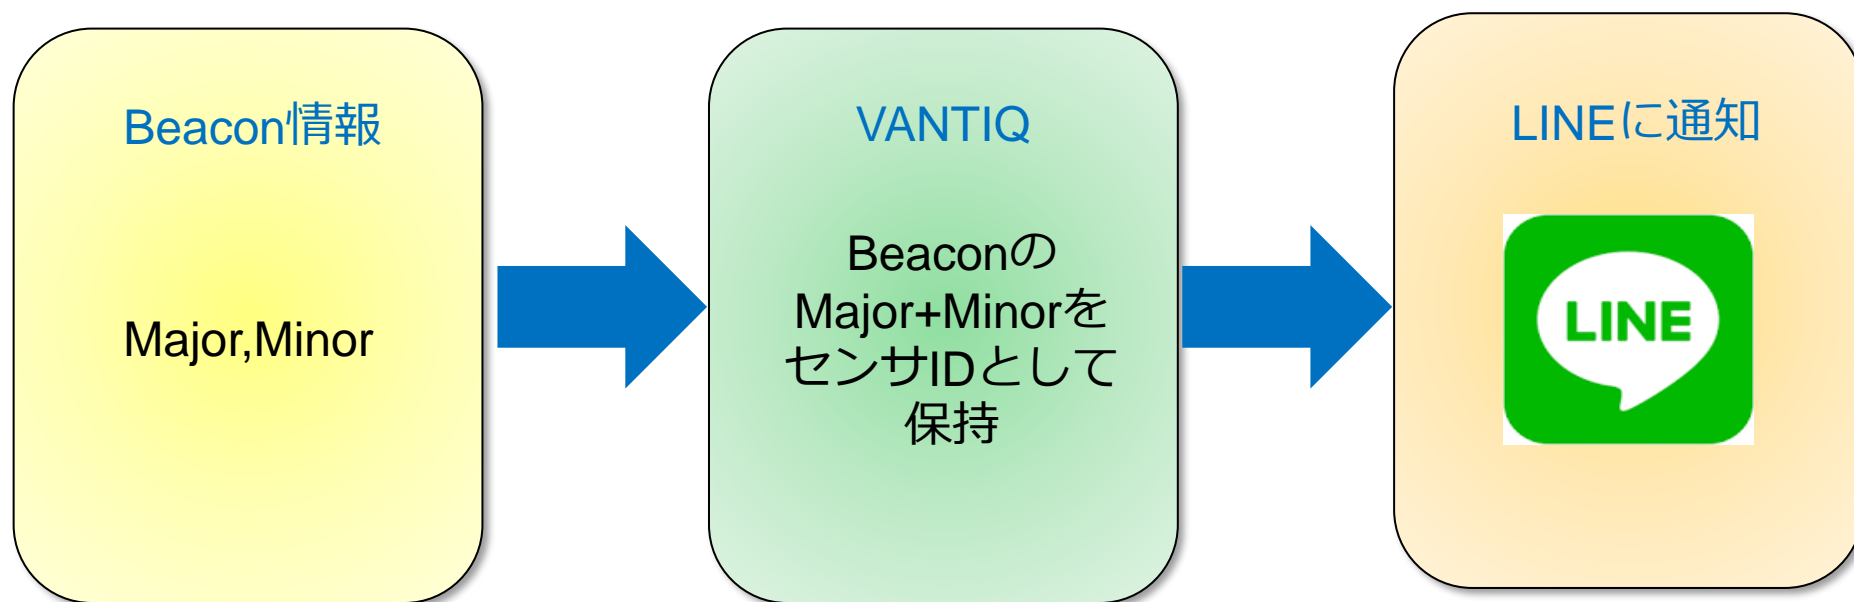 Beacon情報
Major,Minor
VANTIQ
Beaconの
Major+Minorを
センサIDとして
保持
LINEに通知
LINE